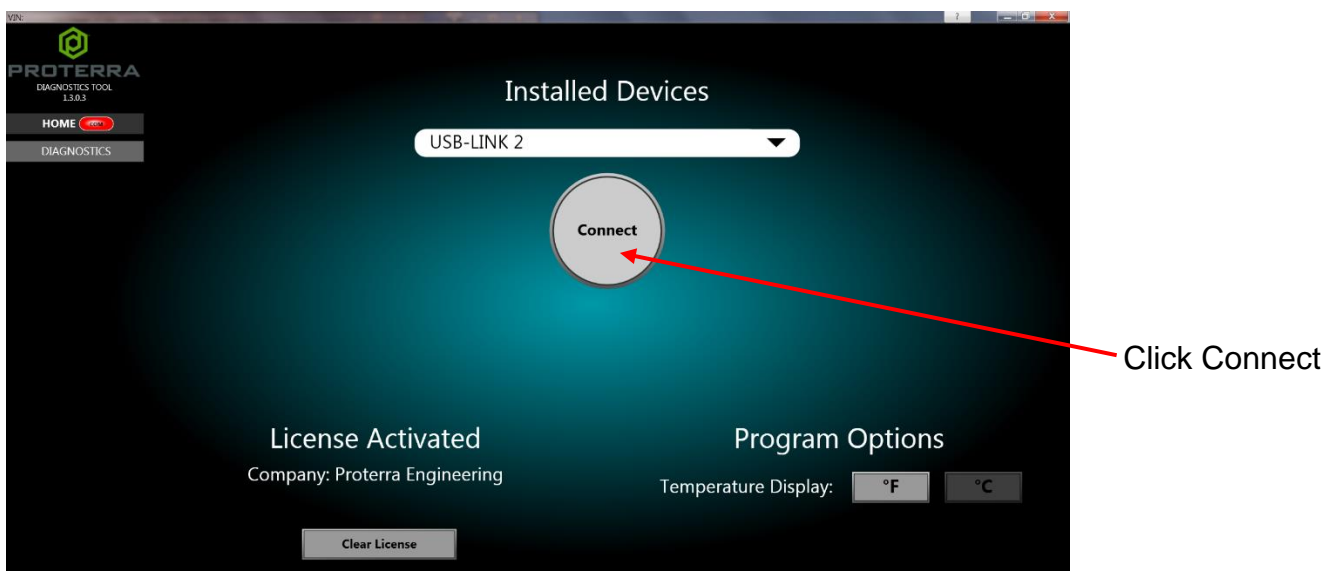 VIN:
?
X
PROTERRA
DIAGNOSTICS TOOL
1.3.0.3
HOME
DIAGNOSTICS
Installed Devices
USB-LINK 2
Connect
Click Connect
License Activated
Company: Proterra Engineering
Clear License
Program Options
Temperature Display: °F °C